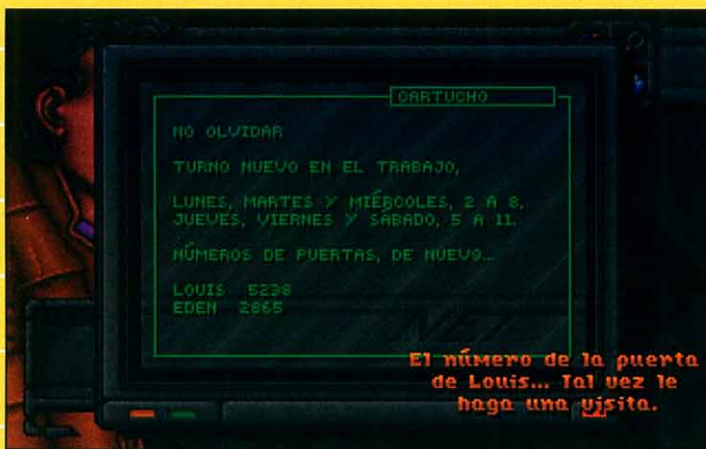 CARTUCHO
NO OLVIDAR
TURNO NUEVO EN EL TRABAJO,
LUNES, MARTES Y MIÉRCOLES, 2 A 8.
JUEVES, VIERNES Y SÁBADO, 5 A 11.
NÚMEROS DE PUERTAS, DE NUEVO...
LOUIS 5238
EDEN 2865
NET
El número de la puerta
de Louis... Tal vez le
haga una visita.